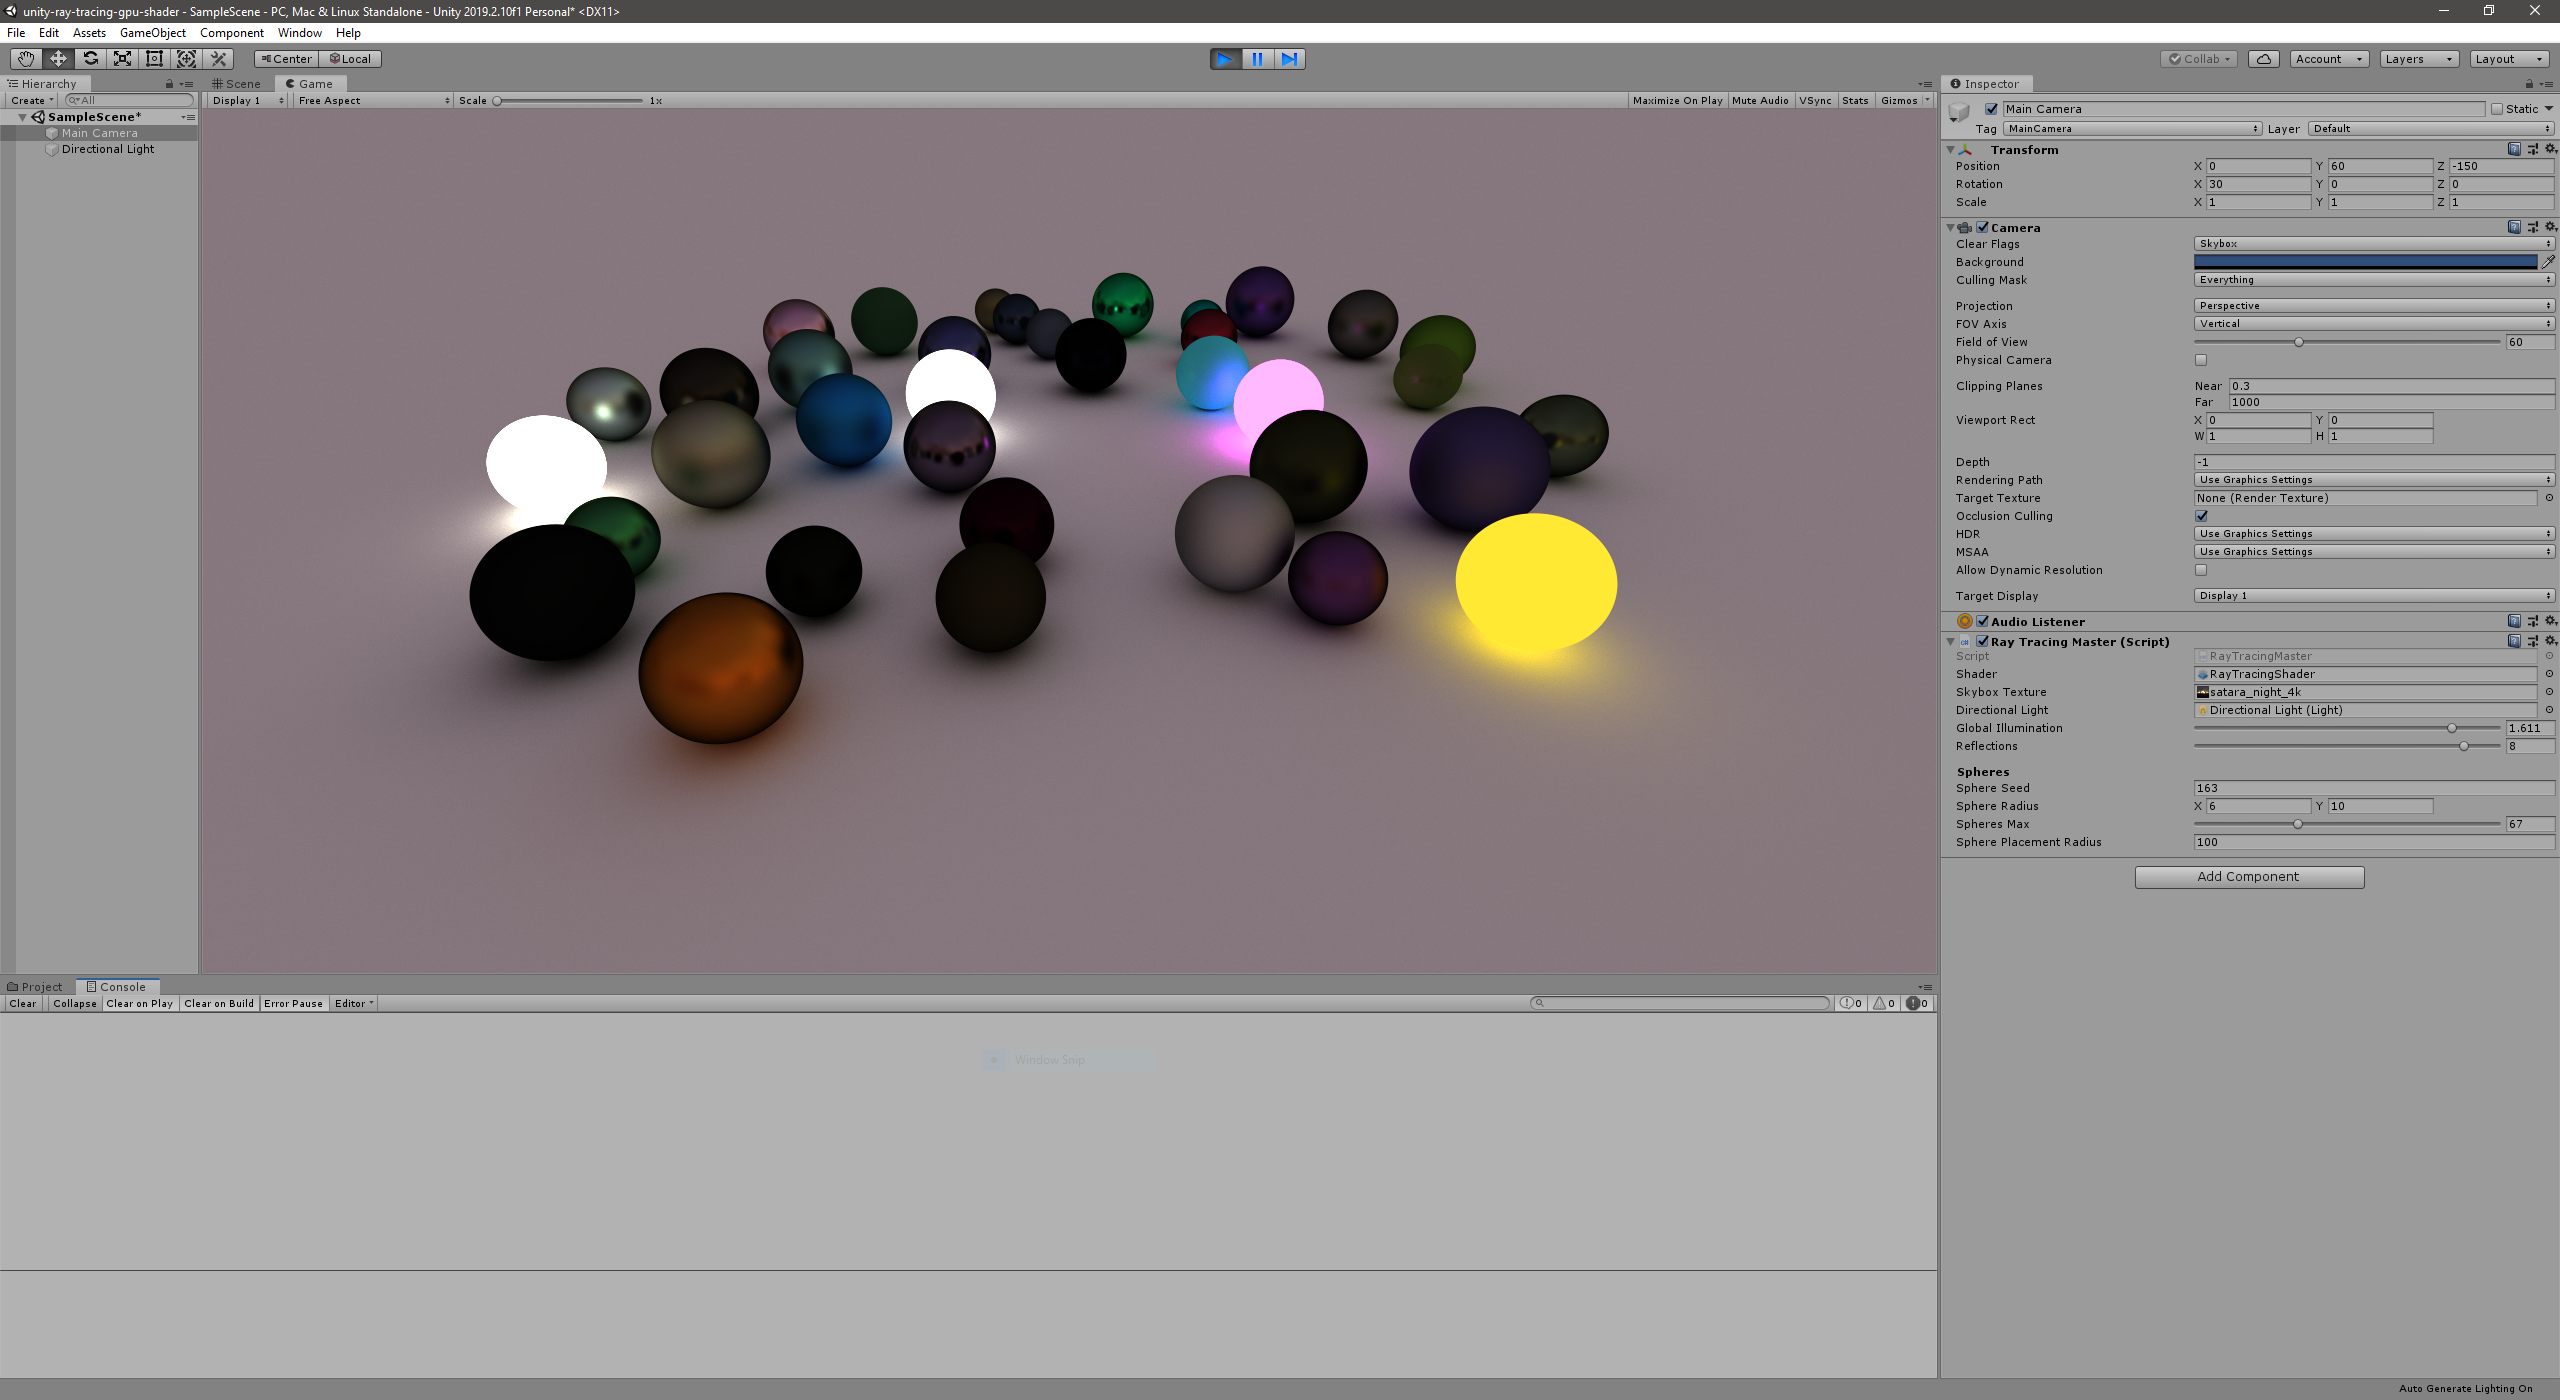 unity-ray-tracing-gpu-shader - SampleScene - PC, Mac & Linux Standalone - Unity 2019.2.10f1 Personal* <DX11>
File Edit Assets GameObject Component Window Help
Center Local Collab Account Layers Layout
Hierarchy
Create All
SampleScene*
Main Camera
Directional Light
Scene Game
Display 1 Free Aspect Scale 1x Maximize On Play Mute Audio VSync Stats Gizmos
Inspector
Main Camera Static
Tag MainCamera Layer Default
Transform
Position X 0 Y 60 Z -150
Rotation X 30 Y 0 Z 0
Scale X 1 Y 1 Z 1
Camera
Clear Flags Skybox
Background
Culling Mask Everything
Projection Perspective
FOV Axis Vertical
Field of View 60
Physical Camera
Clipping Planes Near 0.3
Far 1000
Viewport Rect X 0 Y 0
W 1 H 1
Depth -1
Rendering Path Use Graphics Settings
Target Texture None (Render Texture)
Occlusion Culling
HDR Use Graphics Settings
MSAA Use Graphics Settings
Allow Dynamic Resolution
Target Display Display 1
Audio Listener
Ray Tracing Master (Script)
Script RayTracingMaster
Shader RayTracingShader
Skybox Texture satara_night_4k
Directional Light Directional Light (Light)
Global Illumination 1.611
Reflections 8
Spheres
Sphere Seed 163
Sphere Radius X 6 Y 10
Spheres Max 67
Sphere Placement Radius 100
Add Component
Project Console
Clear Collapse Clear on Play Clear on Build Error Pause Editor 0 0 0
Window Snip
Auto Generate Lighting On